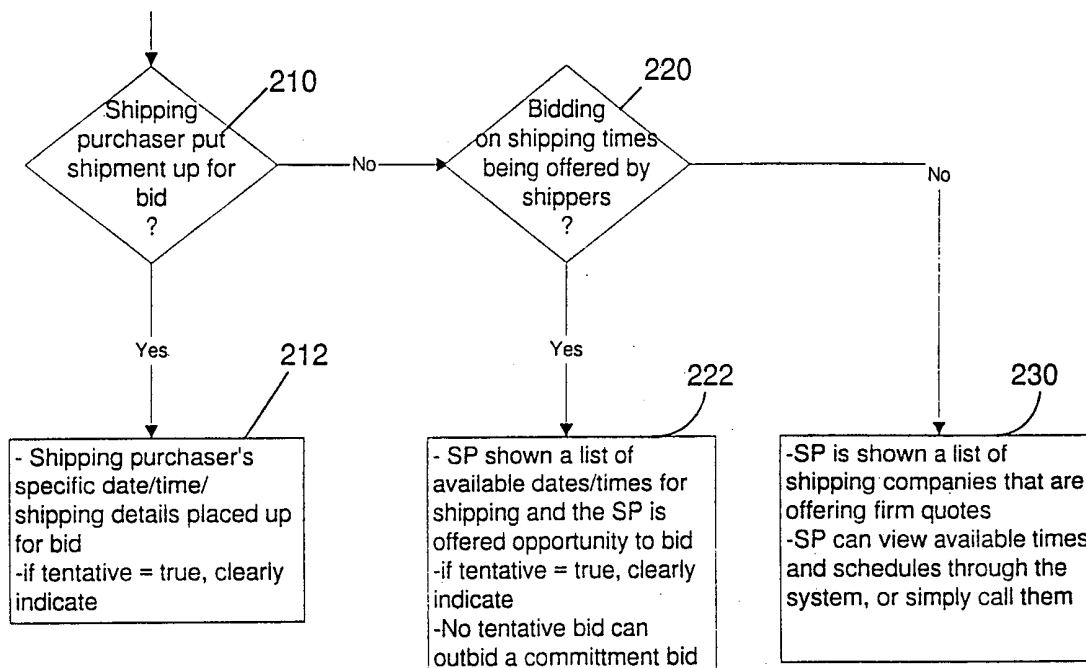 210
Shipping
purchaser put
shipment up for
bid
?
No
220
Bidding
on shipping times
being offered by
shippers
?
No
Yes
212
- Shipping purchaser's
specific date/time/
shipping details placed up
for bid
-if tentative = true, clearly
indicate
Yes
222
- SP shown a list of
available dates/times for
shipping and the SP is
offered opportunity to bid
-if tentative = true, clearly
indicate
-No tentative bid can
outbid a committment bid
230
-SP is shown a list of
shipping companies that are
offering firm quotes
-SP can view available times
and schedules through the
system, or simply call them